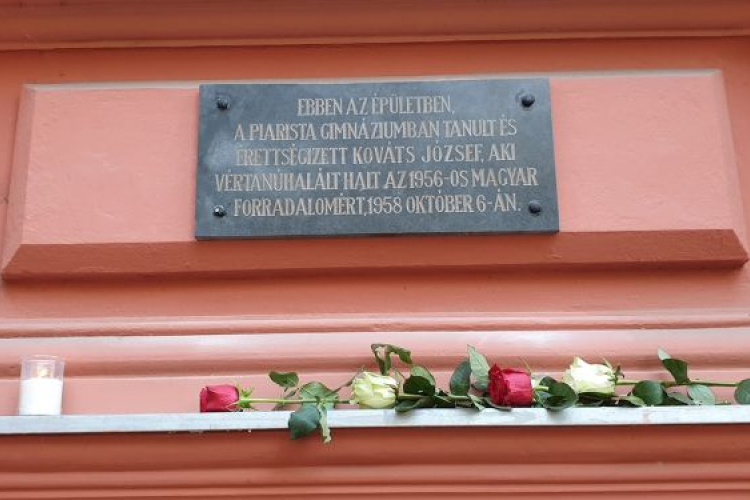 EBBEN AZ ÉPÜLETBEN,
A PIARISTA GIMNÁZIUMBAN TANULT ÉS
ÉRETTSÉGIZETT KOVÁTS JÓZSEF, AKI
VÉRTANÚHALÁLT HALT AZ 1956-OS MAGYAR
FORRADALOMÉRT, 1958 OKTÓBER 6-ÁN.